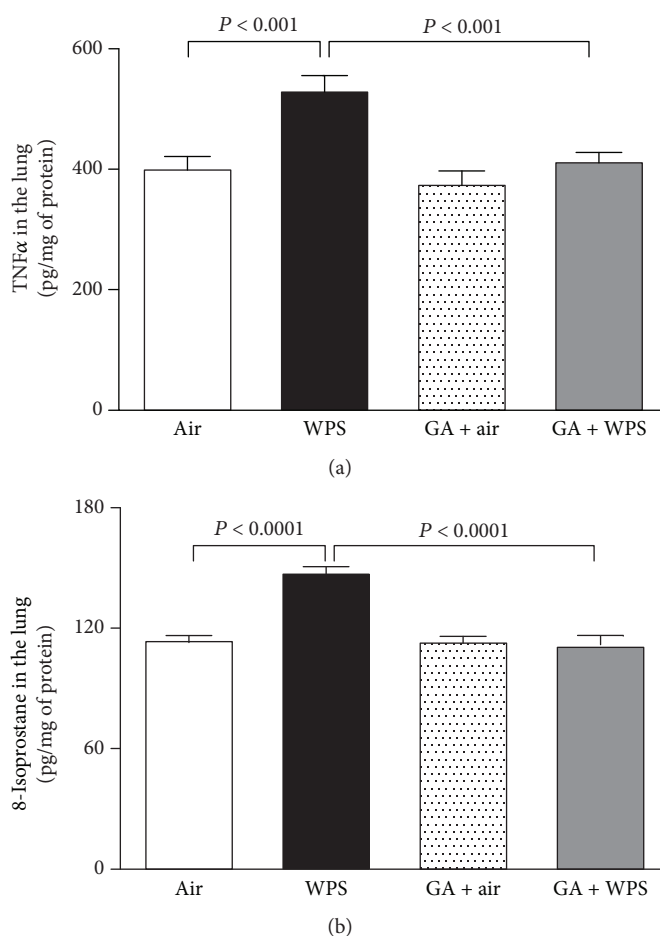 P < 0.001
P < 0.001
600
400
200
0
TNFα in the lung
(pg/mg of protein)
Air
WPS
GA + air
GA + WPS
(a)
180
P < 0.0001
P < 0.0001
120
60
0
8-Isoprostane in the lung
(pg/mg of protein)
Air
WPS
GA + air
GA + WPS
(b)